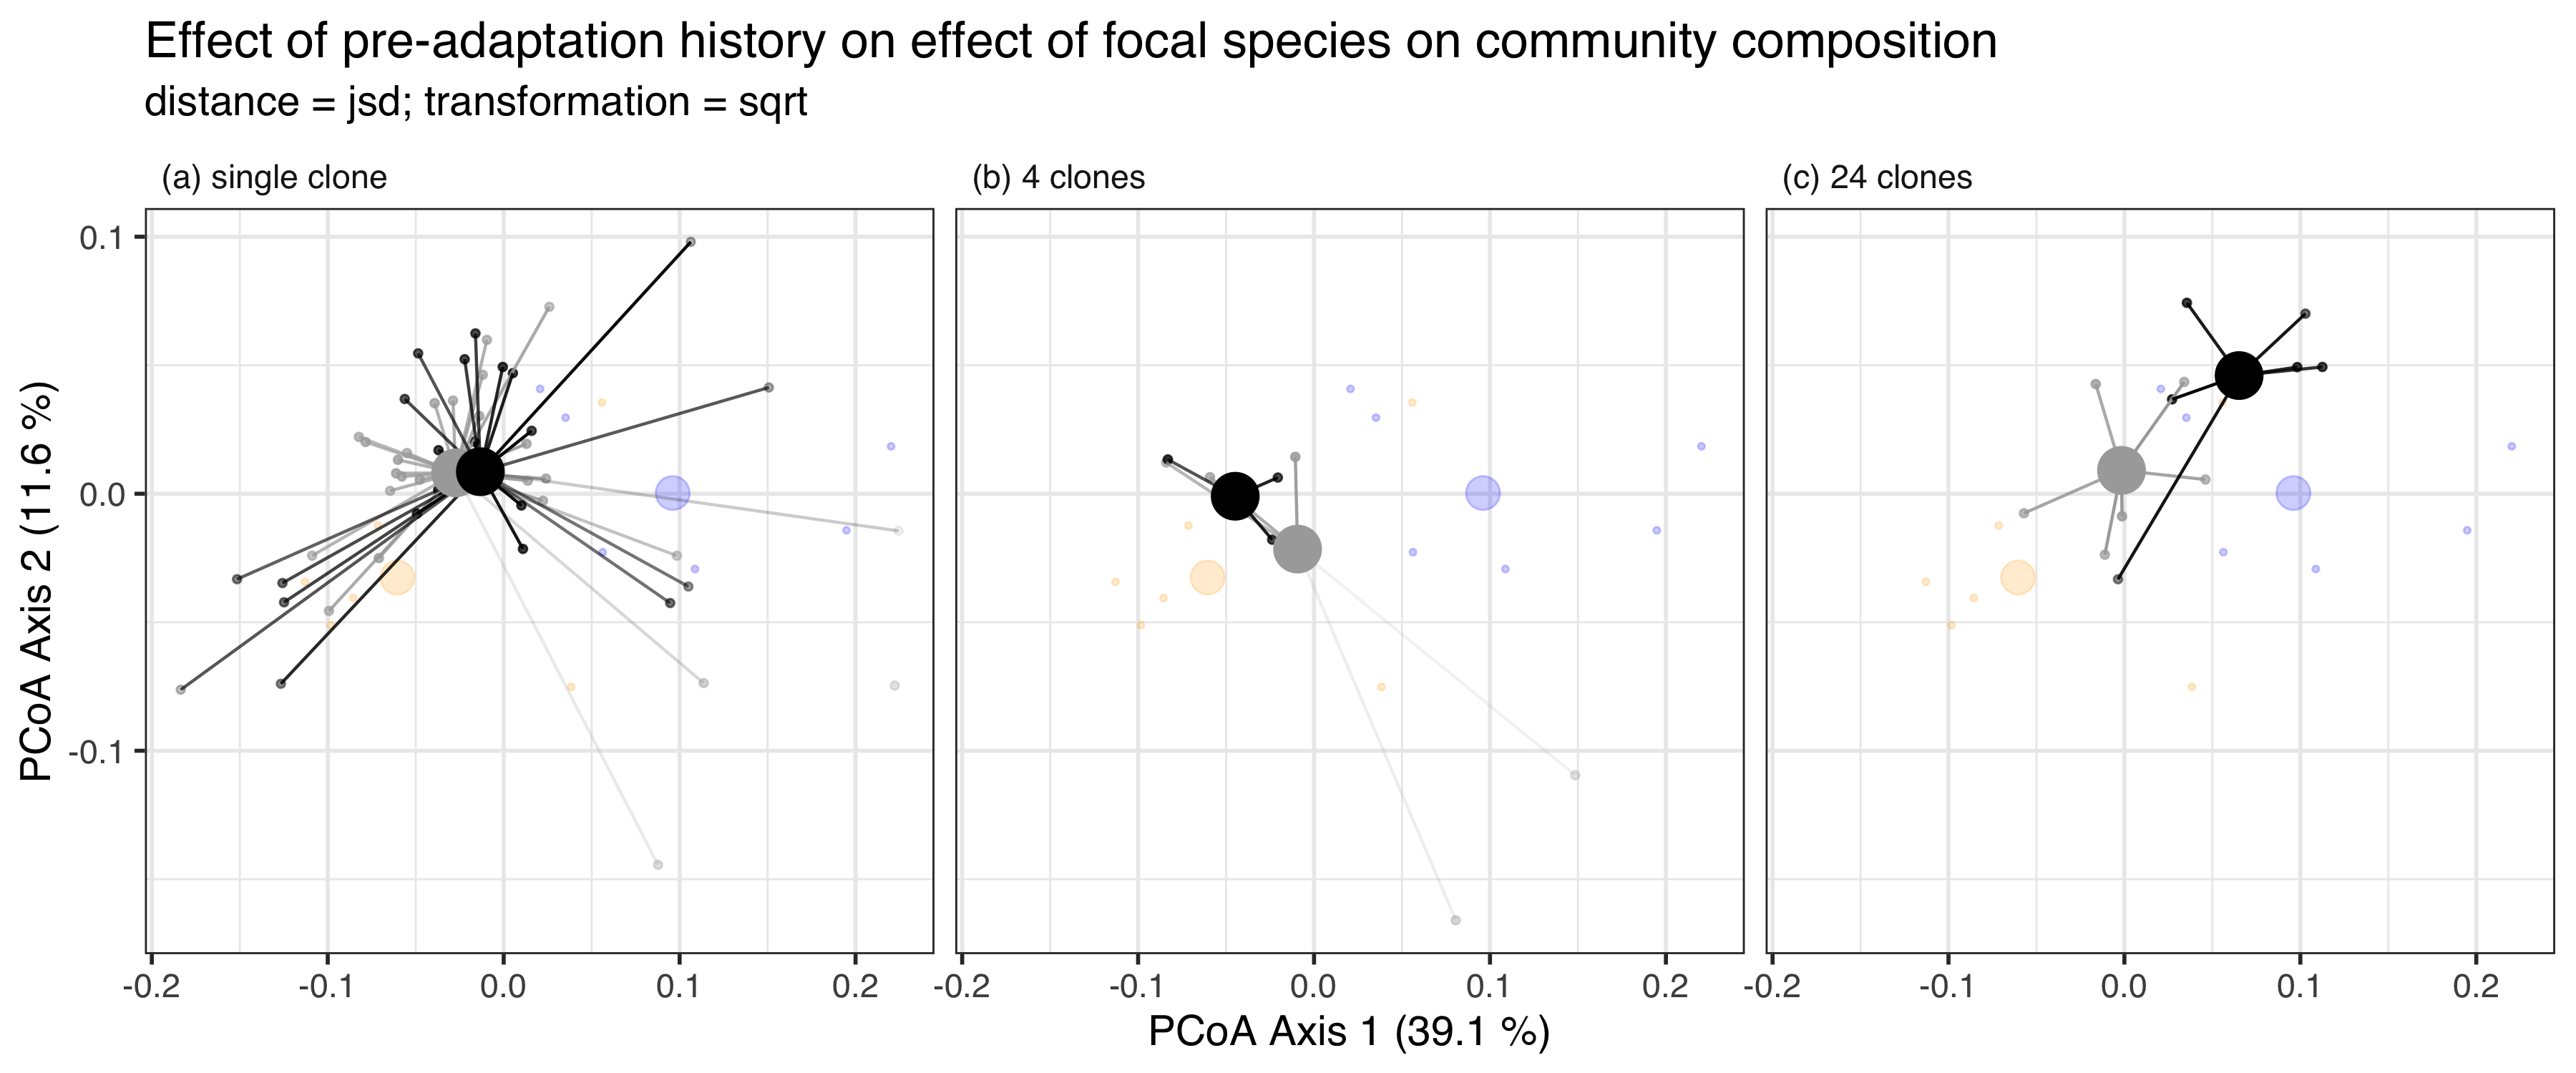 Effect of pre-adaptation history on effect of focal species on community composition
distance = jsd; transformation = sqrt
(a) single clone
(b) 4 clones
(c) 24 clones
PCoA Axis 2 (11.6 %)
0.1
0.0
-0.1
-0.2 -0.1 0.0 0.1 0.2
-0.2 -0.1 0.0 0.1 0.2
-0.2 -0.1 0.0 0.1 0.2
PCoA Axis 1 (39.1 %)